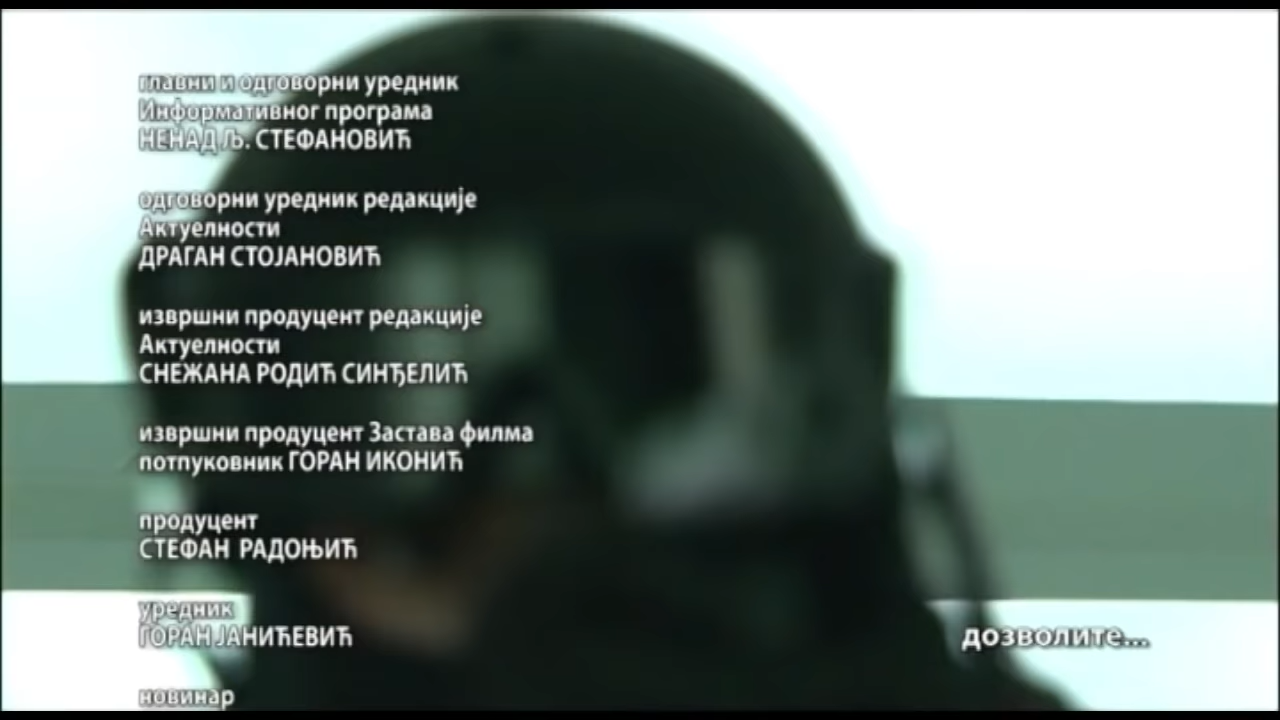 главни и одговорни уредник
Информативног програма
НЕНАД Љ. СТЕФАНОВИЋ
одговорни уредник редакције
Актуелности
ДРАГАН СТОЈАНОВИЋ
извршни продуцент редакције
Актуелности
СНЕЖАНА РОДИЋ СИНЂЕЛИЋ
извршни продуцент Застава филма
потпуковник ГОРАН ИКОНИЋ
продуцент
СТЕФАН РАДОЊИЋ
уредник
ГОРАН ЈАНИЋЕВИЋ
дозволите...
новинар